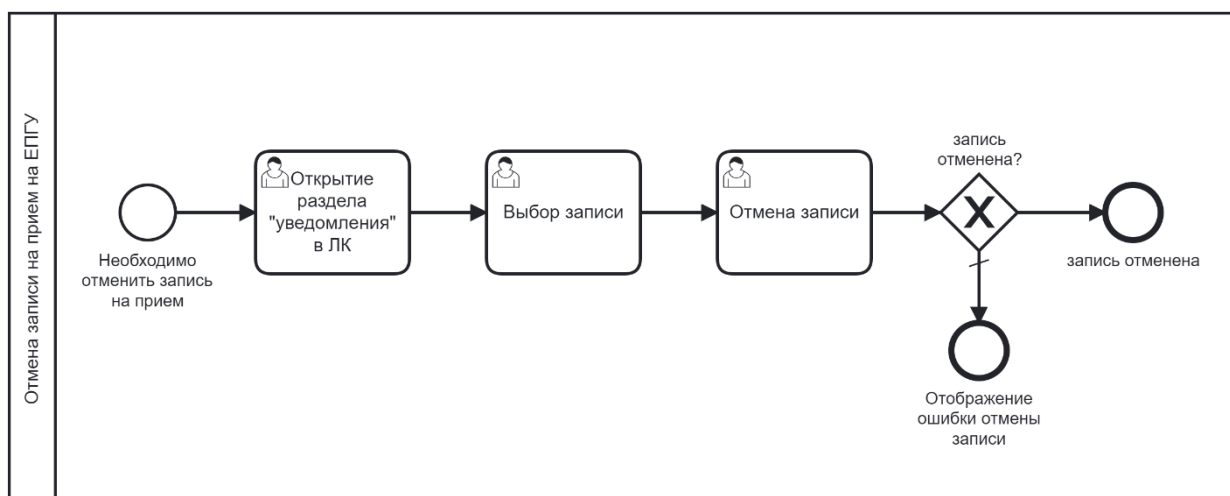 Отмена записи на прием на ЕПГУ
Необходимо
отменить запись
на прием
Открытие
раздела
"уведомления"
в ЛК
Выбор записи
Отмена записи
запись
отменена?
запись отменена
Отображение
ошибки отмены
записи